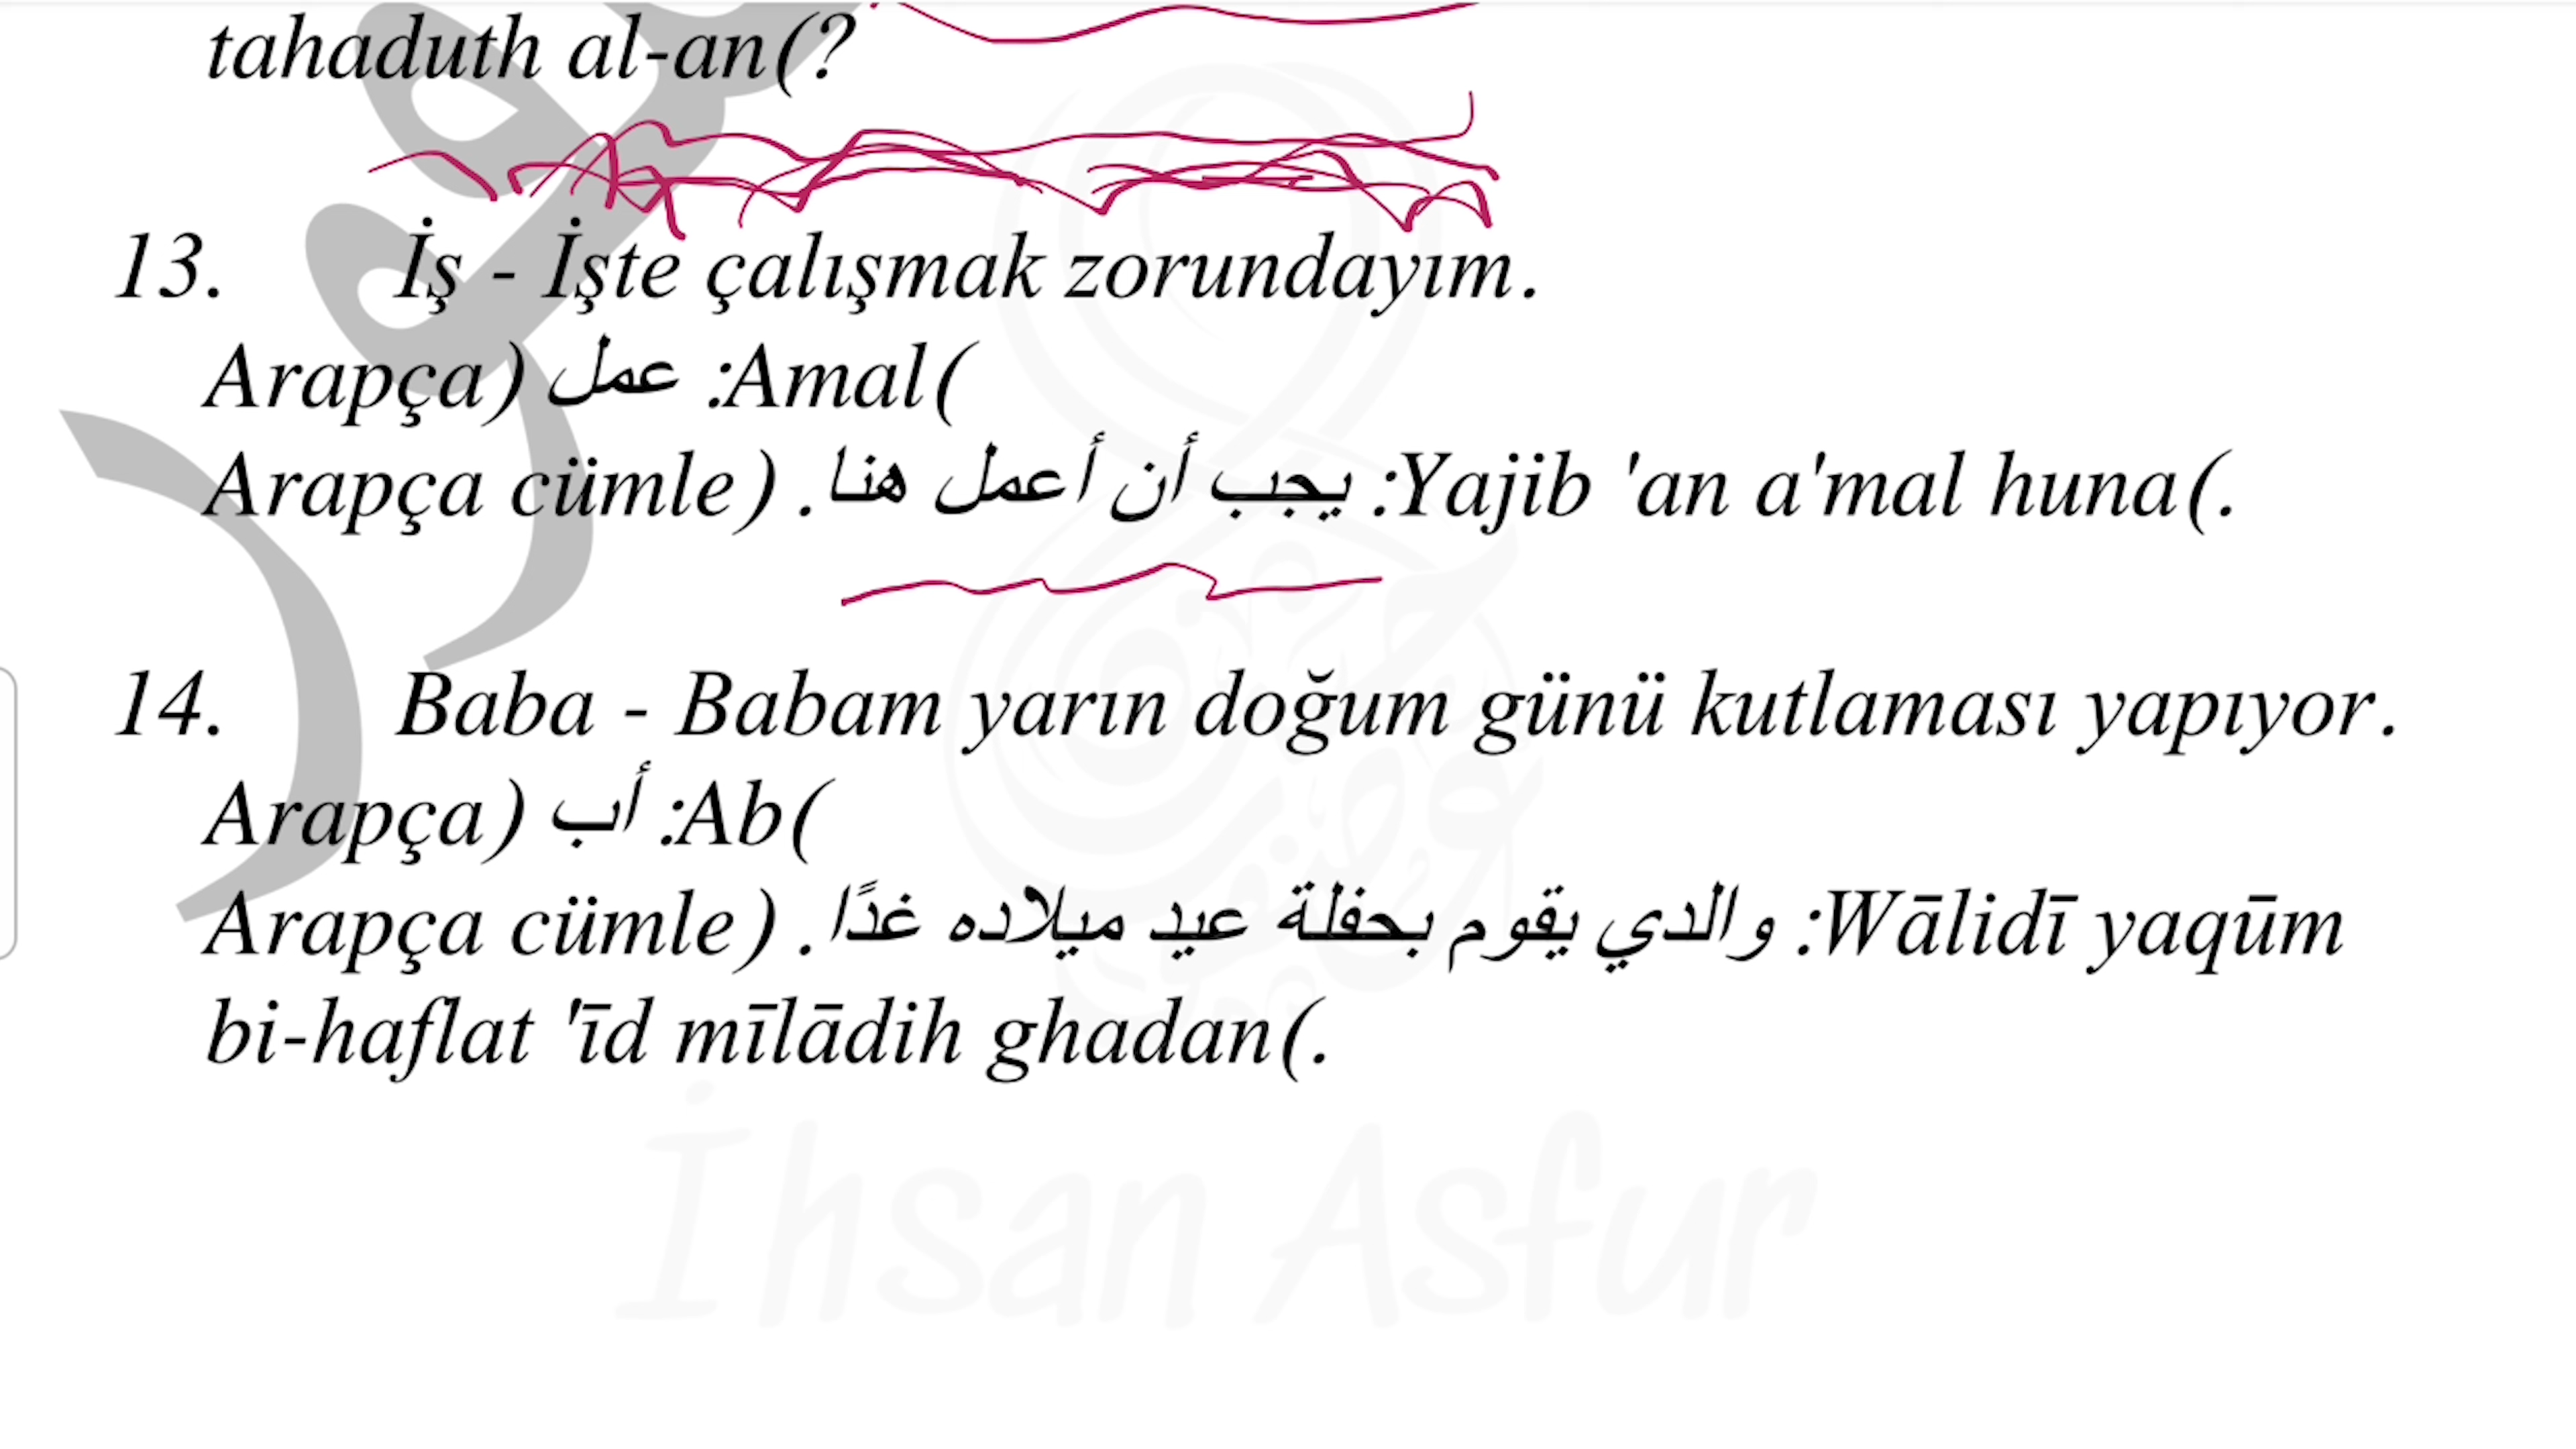 tahaduth al-an(?
13. İş - İşte çalışmak zorundayım.
Arapça) عمل :Amal(
Arapça cümle) .يجب أن أعمل هنا :Yajib 'an a'mal huna(.
14. Baba - Babam yarın doğum günü kutlaması yapıyor.
Arapça) أب :Ab(
Arapça cümle) .والدي يقوم بحفلة عيد ميلاده غدًا :Wālidī yaqūm
bi-haflat 'īd mīlādih ghadan(.
İhsan Asfur